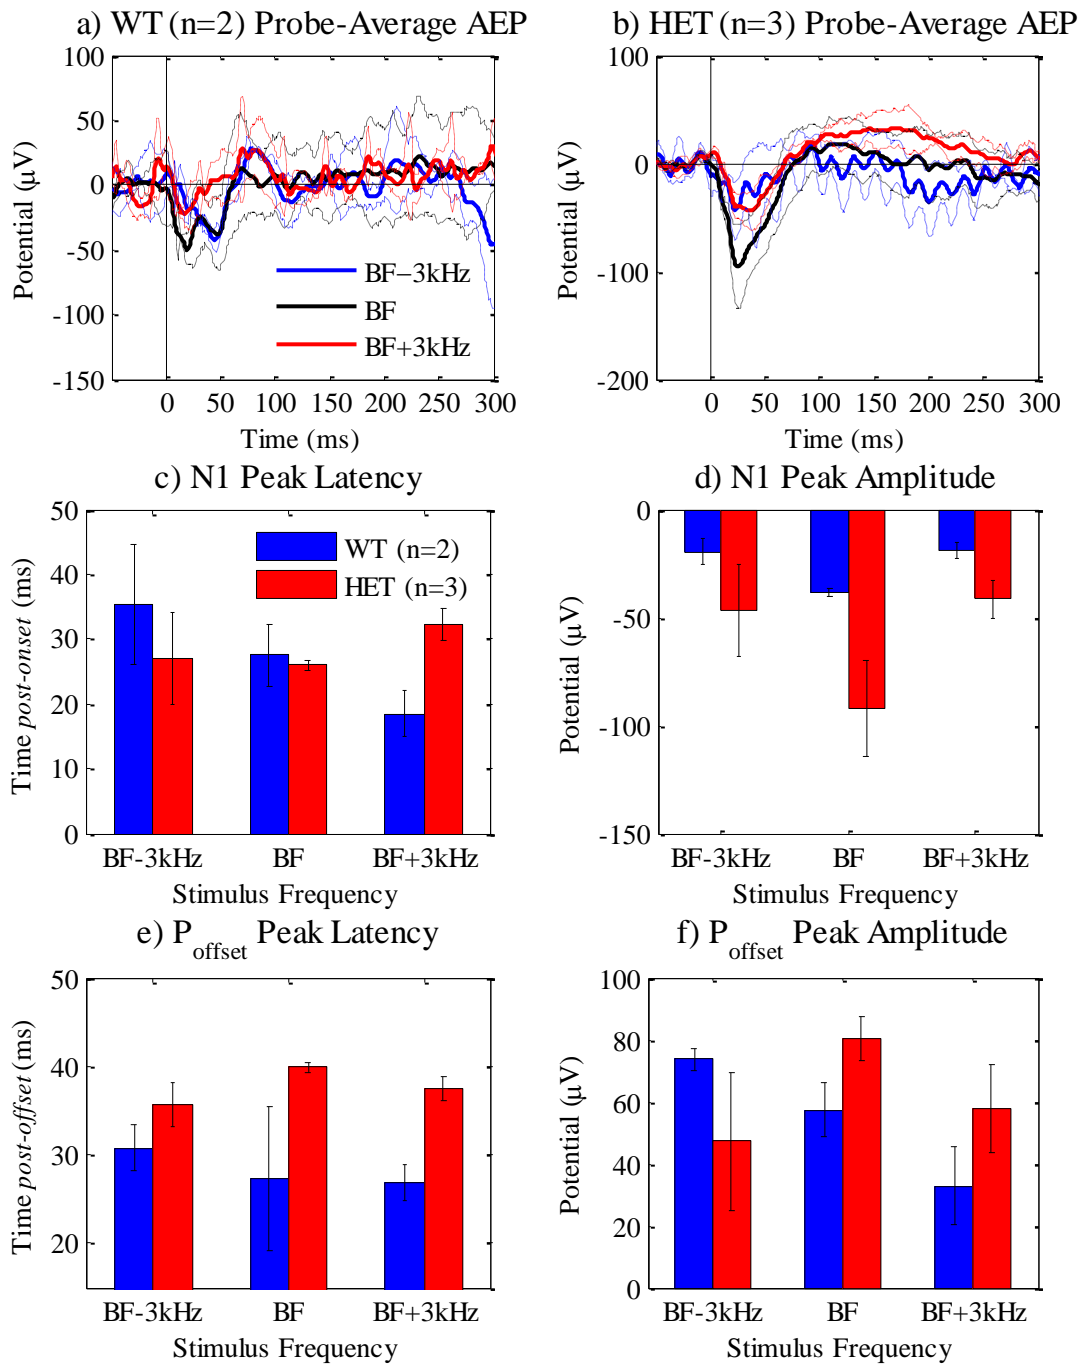 a) WT (n=2) Probe-Average AEP
b) HET (n=3) Probe-Average AEP
Potential (μV)
100
50
0
-50
-100
-150
BF−3kHz
BF
BF+3kHz
0 50 100 150 200 250 300
Time (ms)
Potential (μV)
100
0
-100
-200
0 50 100 150 200 250 300
Time (ms)
c) N1 Peak Latency
Time post-onset (ms)
50
40
30
20
10
0
WT (n=2)
HET (n=3)
BF-3kHz BF BF+3kHz
Stimulus Frequency
d) N1 Peak Amplitude
Potential (μV)
0
-50
-100
-150
BF-3kHz BF BF+3kHz
Stimulus Frequency
e) Poffset Peak Latency
Time post-offset (ms)
50
40
30
20
BF-3kHz BF BF+3kHz
Stimulus Frequency
f) Poffset Peak Amplitude
Potential (μV)
100
80
60
40
20
0
BF-3kHz BF BF+3kHz
Stimulus Frequency